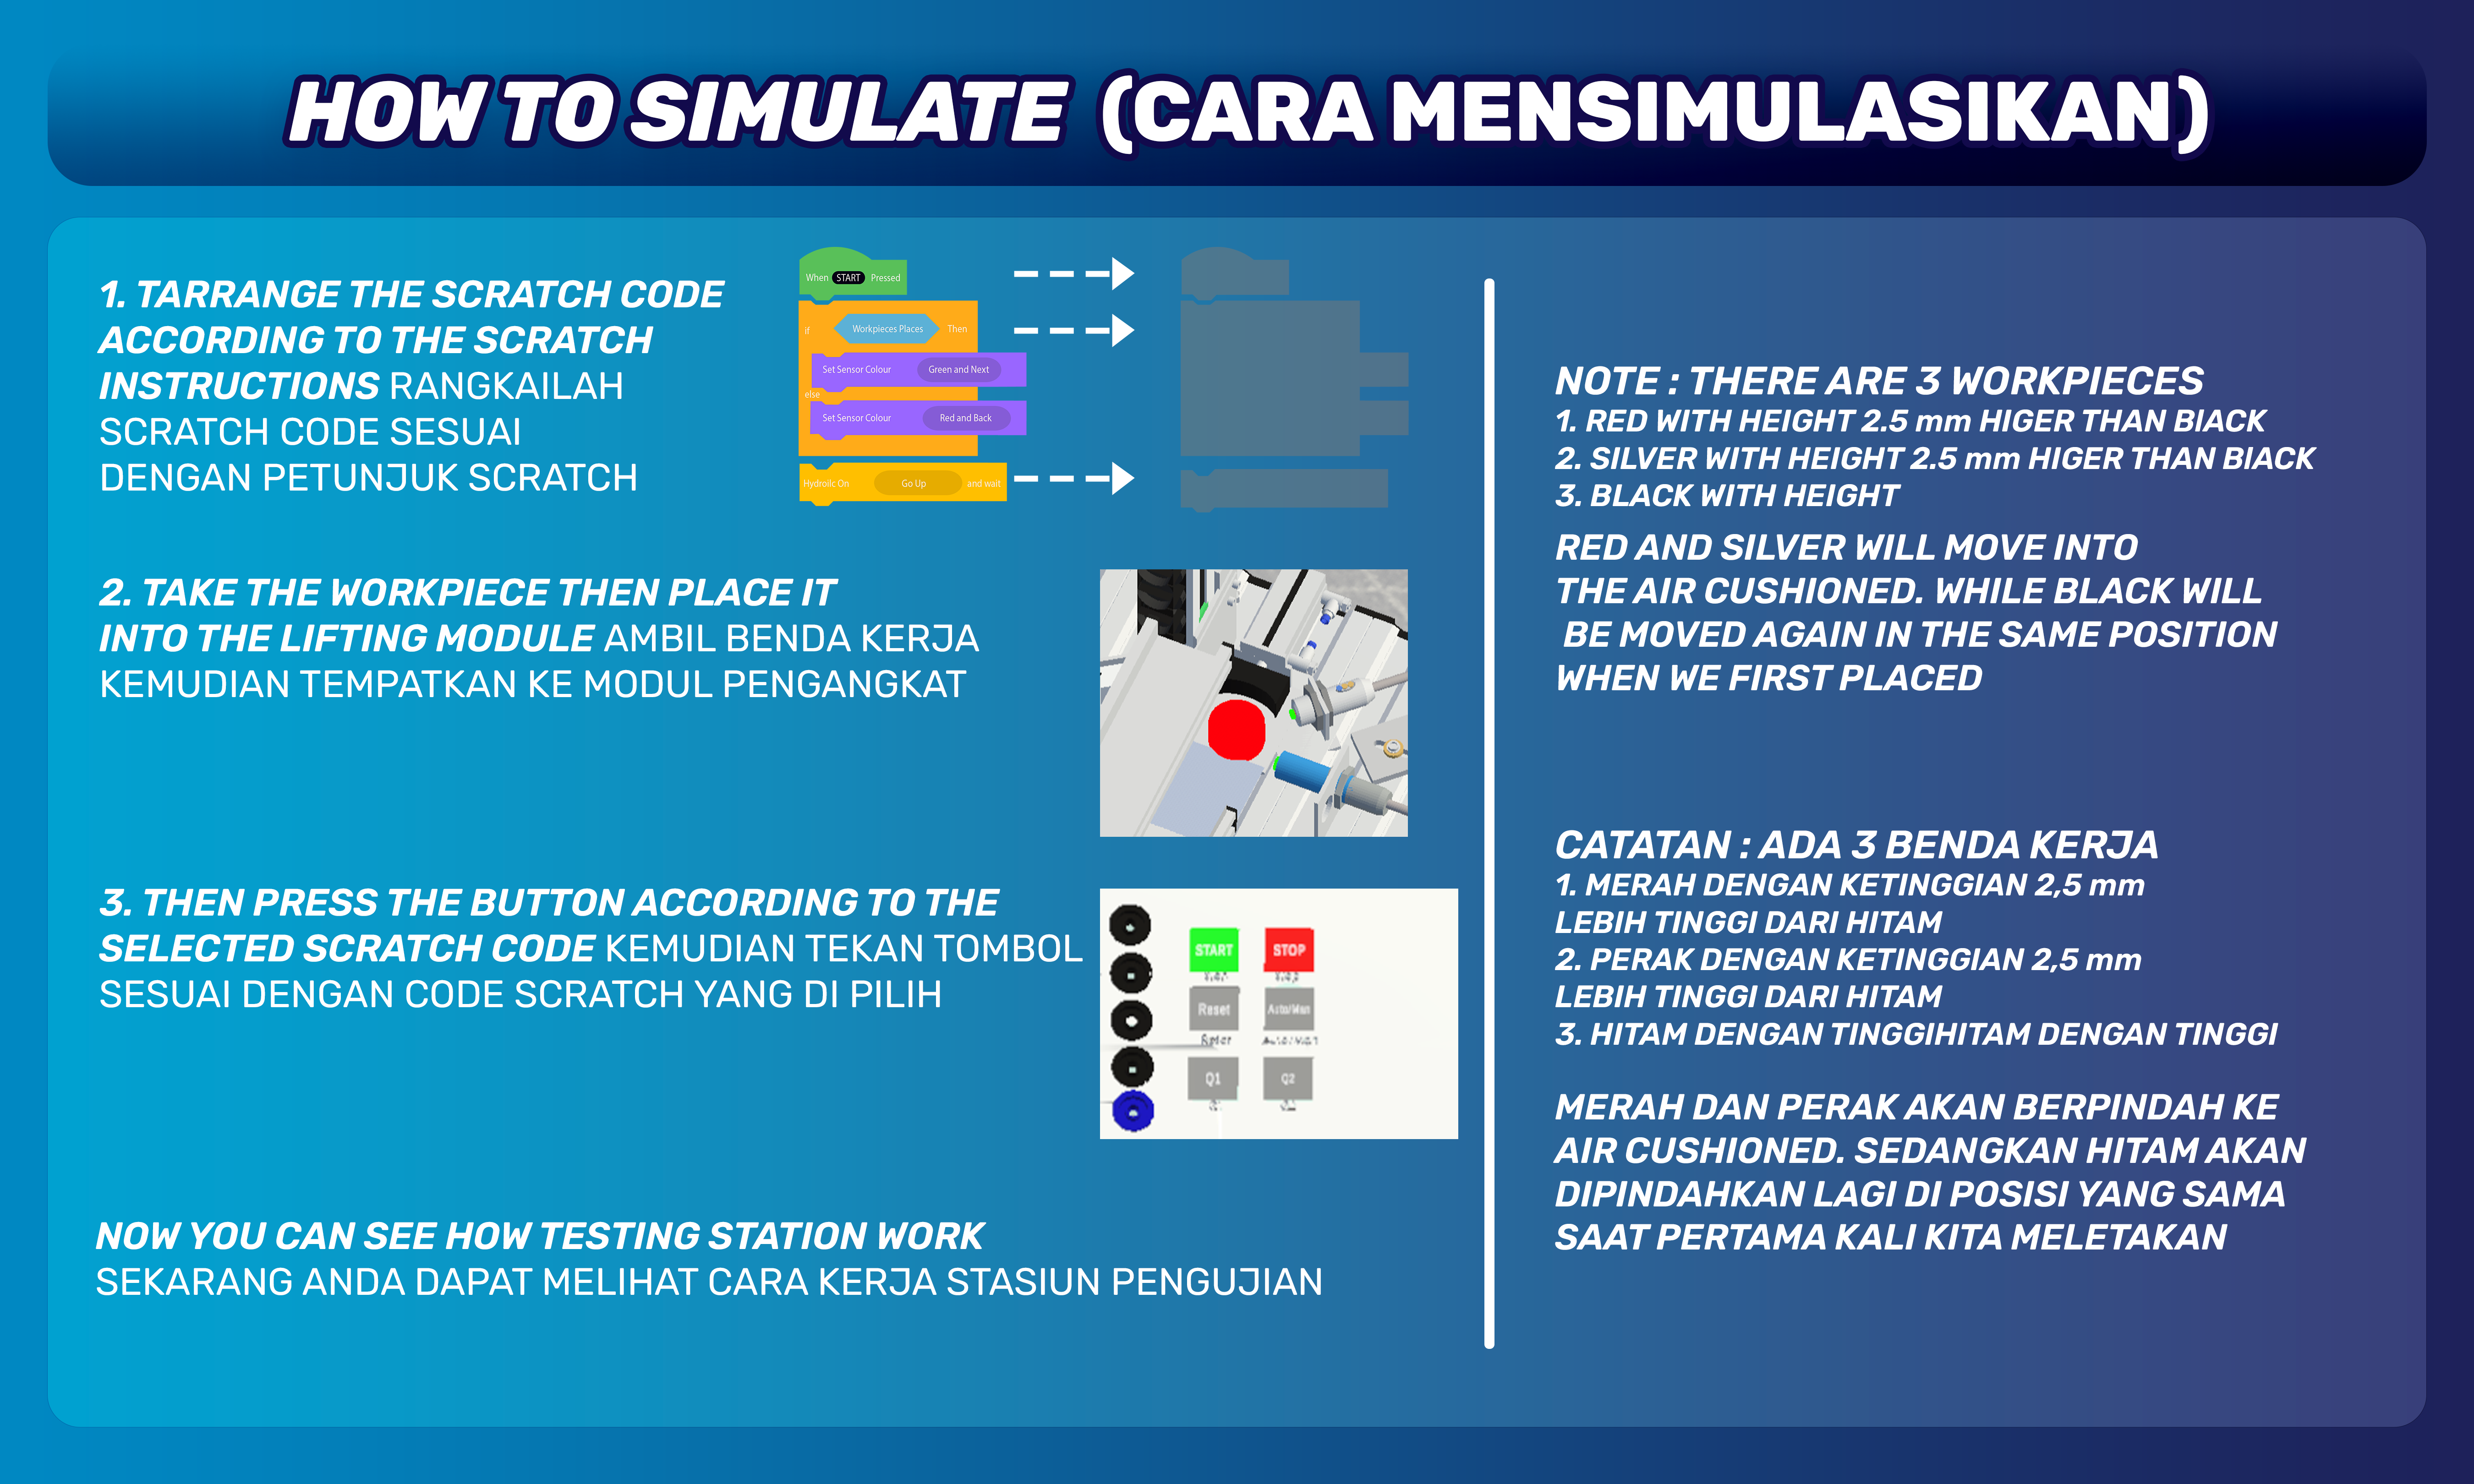 HOW TO SIMULATE (CARA MENSIMULASIKAN)
1. TARRANGE THE SCRATCH CODE
ACCORDING TO THE SCRATCH
INSTRUCTIONS RANGKAILAH
SCRATCH CODE SESUAI
DENGAN PETUNJUK SCRATCH
When START Pressed
if Workpieces Places Then
Set Sensor Colour Green and Next
else
Set Sensor Colour Red and Back
Hydroilc On Go Up and wait
2. TAKE THE WORKPIECE THEN PLACE IT
INTO THE LIFTING MODULE AMBIL BENDA KERJA
KEMUDIAN TEMPATKAN KE MODUL PENGANGKAT
3. THEN PRESS THE BUTTON ACCORDING TO THE
SELECTED SCRATCH CODE KEMUDIAN TEKAN TOMBOL
SESUAI DENGAN CODE SCRATCH YANG DI PILIH
START STOP
Reset Auto/Man
Q1 Q2
NOW YOU CAN SEE HOW TESTING STATION WORK
SEKARANG ANDA DAPAT MELIHAT CARA KERJA STASIUN PENGUJIAN
NOTE : THERE ARE 3 WORKPIECES
1. RED WITH HEIGHT 2.5 mm HIGER THAN BlACK
2. SILVER WITH HEIGHT 2.5 mm HIGER THAN BlACK
3. BLACK WITH HEIGHT
RED AND SILVER WILL MOVE INTO
THE AIR CUSHIONED. WHILE BLACK WILL
BE MOVED AGAIN IN THE SAME POSITION
WHEN WE FIRST PLACED
CATATAN : ADA 3 BENDA KERJA
1. MERAH DENGAN KETINGGIAN 2,5 mm
LEBIH TINGGI DARI HITAM
2. PERAK DENGAN KETINGGIAN 2,5 mm
LEBIH TINGGI DARI HITAM
3. HITAM DENGAN TINGGIHITAM DENGAN TINGGI
MERAH DAN PERAK AKAN BERPINDAH KE
AIR CUSHIONED. SEDANGKAN HITAM AKAN
DIPINDAHKAN LAGI DI POSISI YANG SAMA
SAAT PERTAMA KALI KITA MELETAKAN